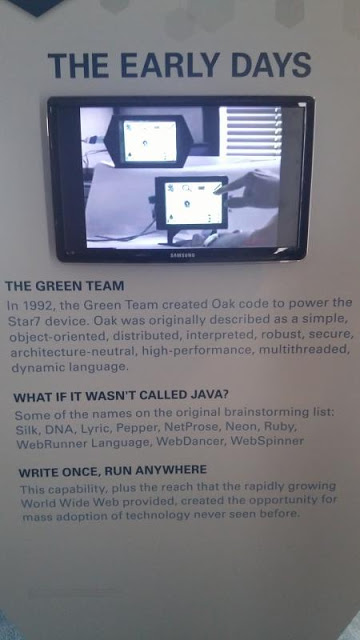 THE EARLY DAYS
SAMSUNG
THE GREEN TEAM
In 1992, the Green Team created Oak code to power the
Star7 device. Oak was originally described as a simple,
object-oriented, distributed, interpreted, robust, secure,
architecture-neutral, high-performance, multithreaded,
dynamic language.
WHAT IF IT WASN'T CALLED JAVA?
Some of the names on the original brainstorming list:
Silk, DNA, Lyric, Pepper, NetProse, Neon, Ruby,
WebRunner Language, WebDancer, WebSpinner
WRITE ONCE, RUN ANYWHERE
This capability, plus the reach that the rapidly growing
World Wide Web provided, created the opportunity for
mass adoption of technology never seen before.